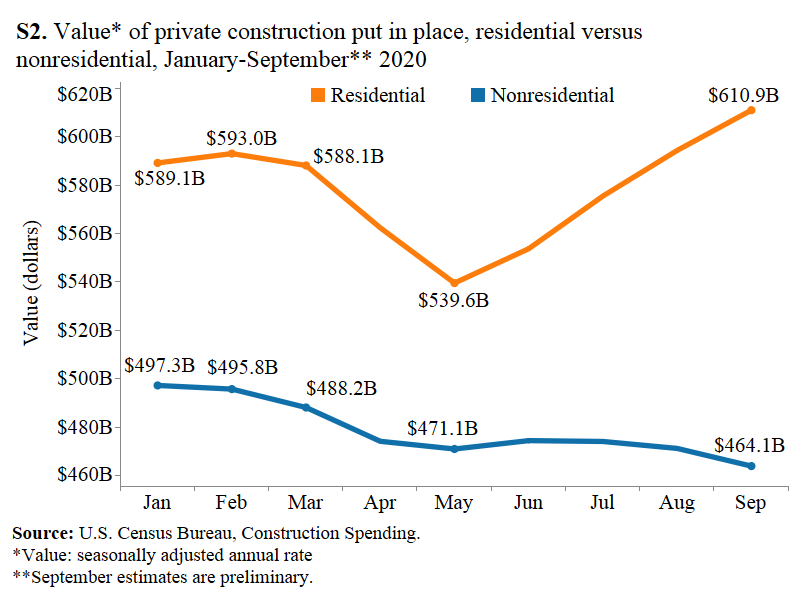 S2. Value* of private construction put in place, residential versus
nonresidential, January-September** 2020
$620B
$600B
$580B
$560B
$540B
$520B
$500B
$480B
$460B
Value (dollars)
Residential
Nonresidential
$589.1B
$593.0B
$588.1B
$539.6B
$610.9B
$497.3B
$495.8B
$488.2B
$471.1B
$464.1B
Jan Feb Mar Apr May Jun Jul Aug Sep
Source: U.S. Census Bureau, Construction Spending.
*Value: seasonally adjusted annual rate
**September estimates are preliminary.